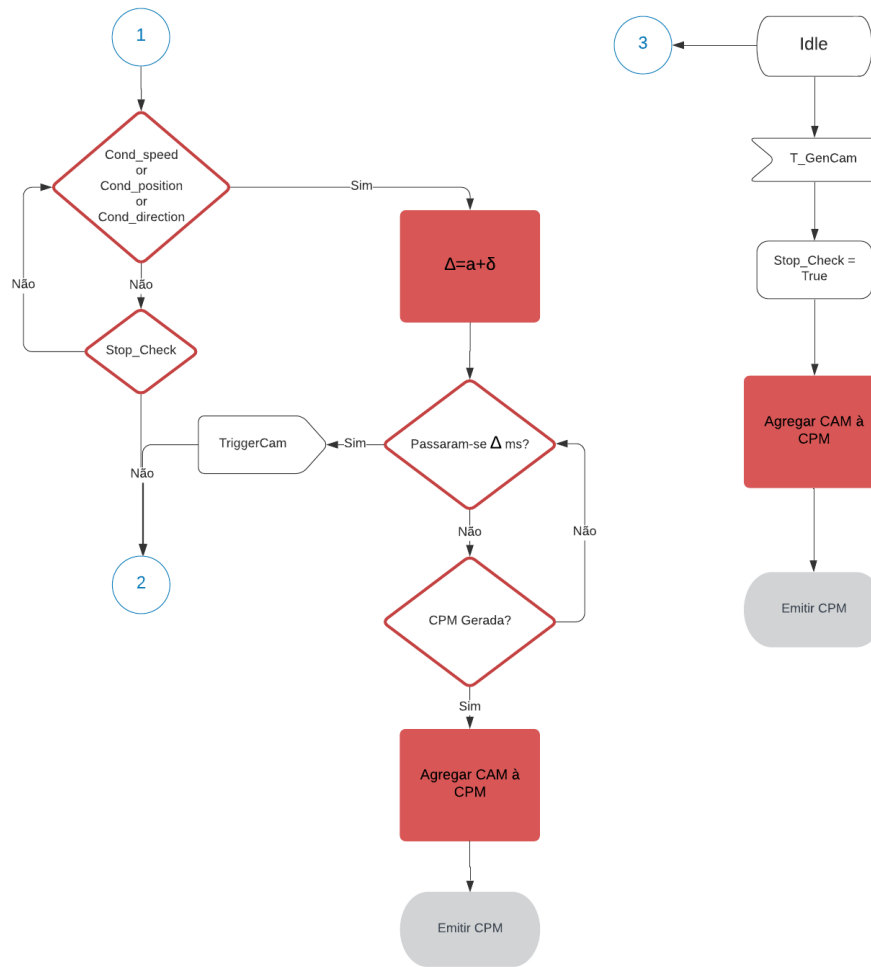 1
Cond_speed
or
Cond_position
or
Cond_direction
Sim
Não
Não
Δ=a+δ
Stop_Check
Passaram-se Δ ms?
Sim
TriggerCam
Não
Não
Não
2
CPM Gerada?
Sim
Agregar CAM à
CPM
Emitir CPM
3
Idle
T_GenCam
Stop_Check =
True
Agregar CAM à
CPM
Emitir CPM